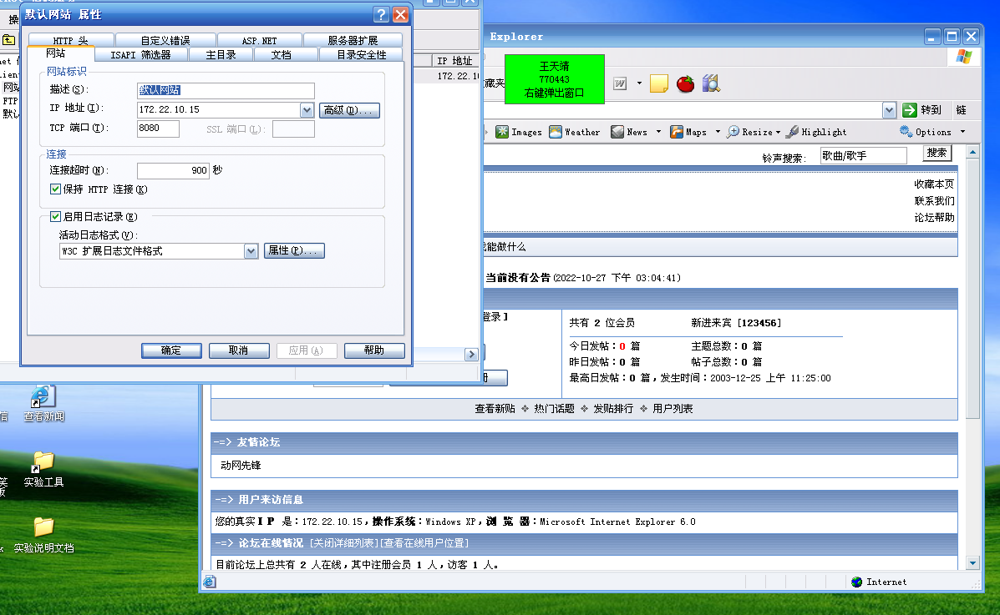 默认网站 属性
HTTP 头
自定义错误
ASP.NET
服务器扩展
网站
ISAPI 筛选器
主目录
文档
目录安全性
网站标识
描述(S):
默认网站
IP 地址(I):
172.22.10.15
高级(D)...
TCP 端口(T):
8080
SSL 端口(L):
连接
连接超时(N):
900
秒
保持 HTTP 连接(K)
启用日志记录(E)
活动日志格式(V):
W3C 扩展日志文件格式
属性(P)...
确定
取消
应用(A)
帮助
操
FTP
默认
IP 地址
172.22.10
Explorer
藏夹
王天靖
770443
右键弹出窗口
转到
链
Images
Weather
News
Maps
Resize
Highlight
Options
铃声搜索:
歌曲/歌手
搜索
收藏本页
联系我们
论坛帮助
能做什么
当前没有公告(2022-10-27 下午 03:04:41)
登录]
共有 2 位会员
新进来宾 [123456]
今日发帖：0 篇
主题总数：0 篇
昨日发帖：0 篇
帖子总数：0 篇
最高日发帖：0 篇，发生时间：2003-12-25 上午 11:25:00
册
查看新贴 ❖ 热门话题 ❖ 发贴排行 ❖ 用户列表
--=> 友情论坛
动网先锋
--=> 用户来访信息
您的真实ＩＰ 是：172.22.10.15，操作系统：Windows XP，浏 览 器：Microsoft Internet Explorer 6.0
--=> 论坛在线情况 [关闭详细列表][查看在线用户位置]
目前论坛上总共有 2 人在线，其中注册会员 1 人，访客 1 人。
Internet
信
查看新闻
笑
板
实验工具
实验说明文档